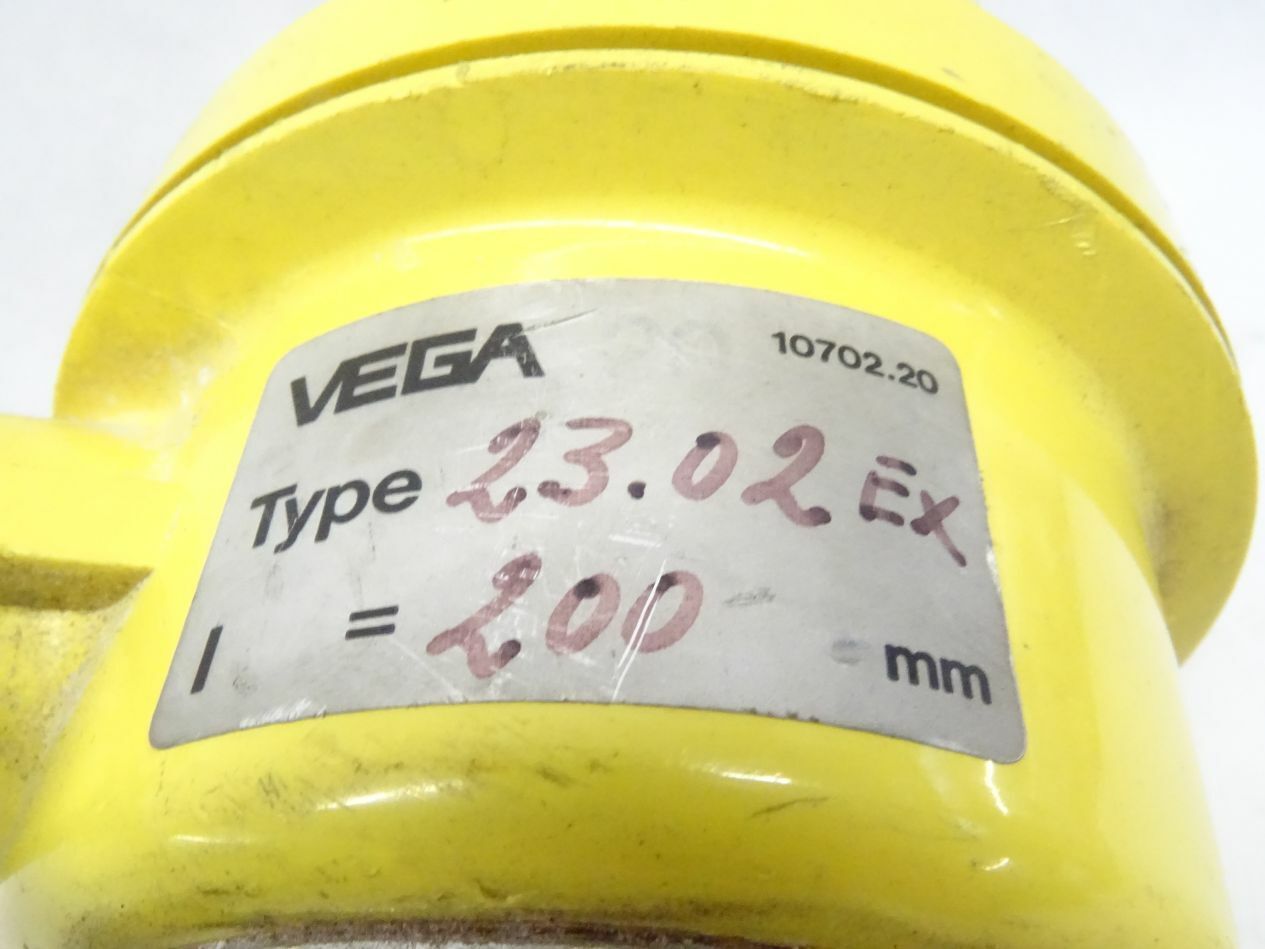 VEGA 10702.20
Type 23.02 Ex
l = 200 mm